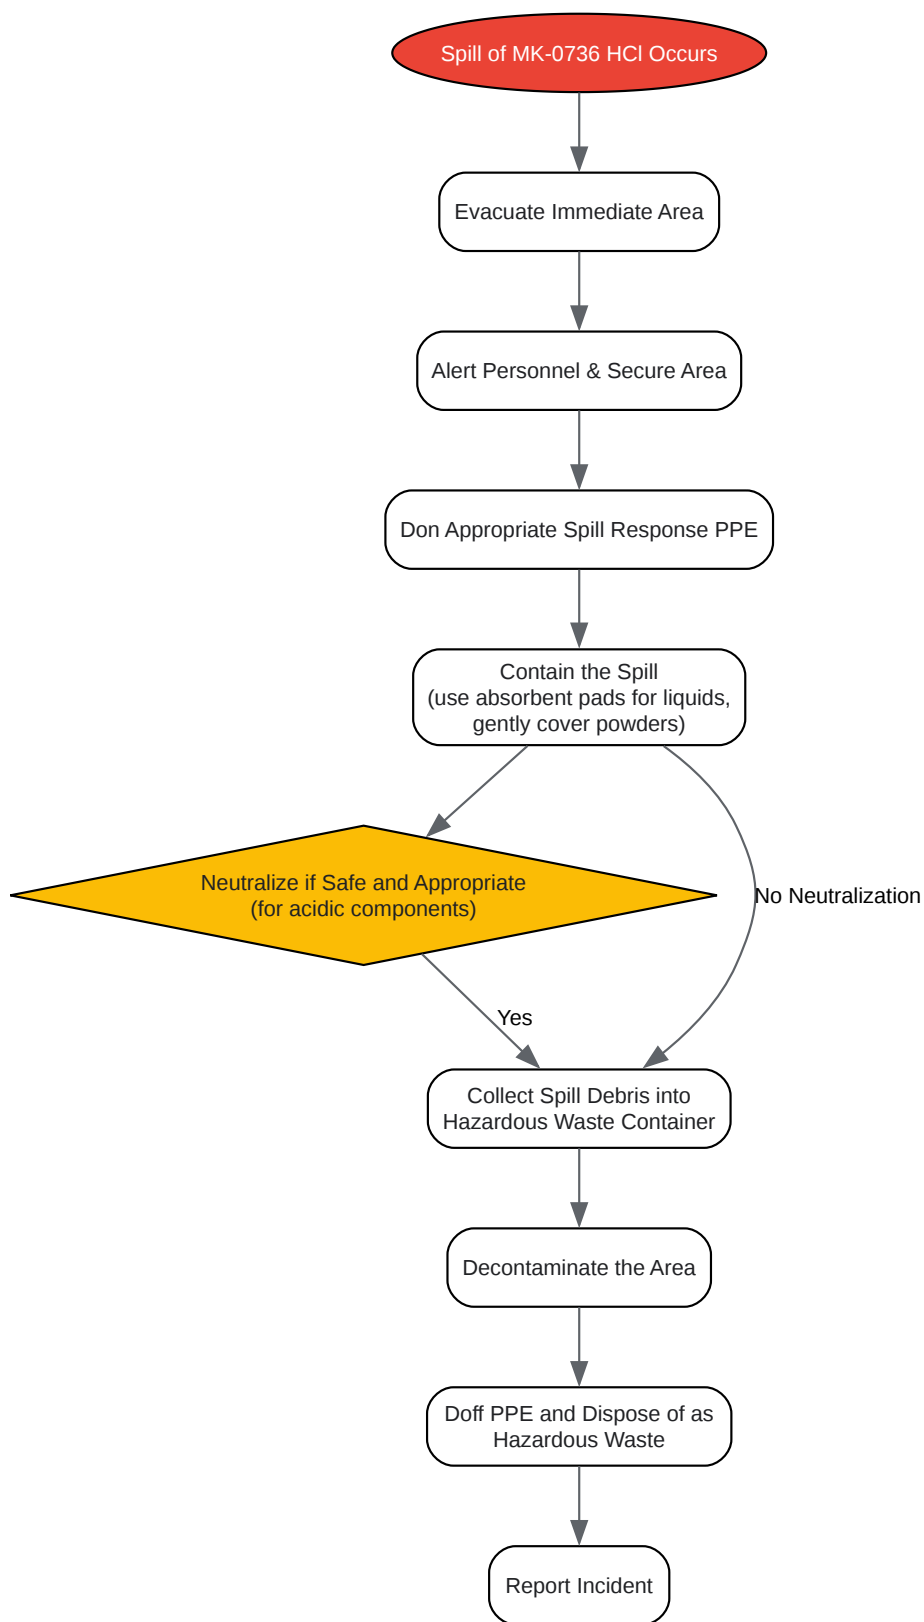 Spill of MK-0736 HCl Occurs
Evacuate Immediate Area
Alert Personnel & Secure Area
Don Appropriate Spill Response PPE
Contain the Spill
(use absorbent pads for liquids,
gently cover powders)
Neutralize if Safe and Appropriate
(for acidic components)
No Neutralization
Yes
Collect Spill Debris into
Hazardous Waste Container
Decontaminate the Area
Doff PPE and Dispose of as
Hazardous Waste
Report Incident